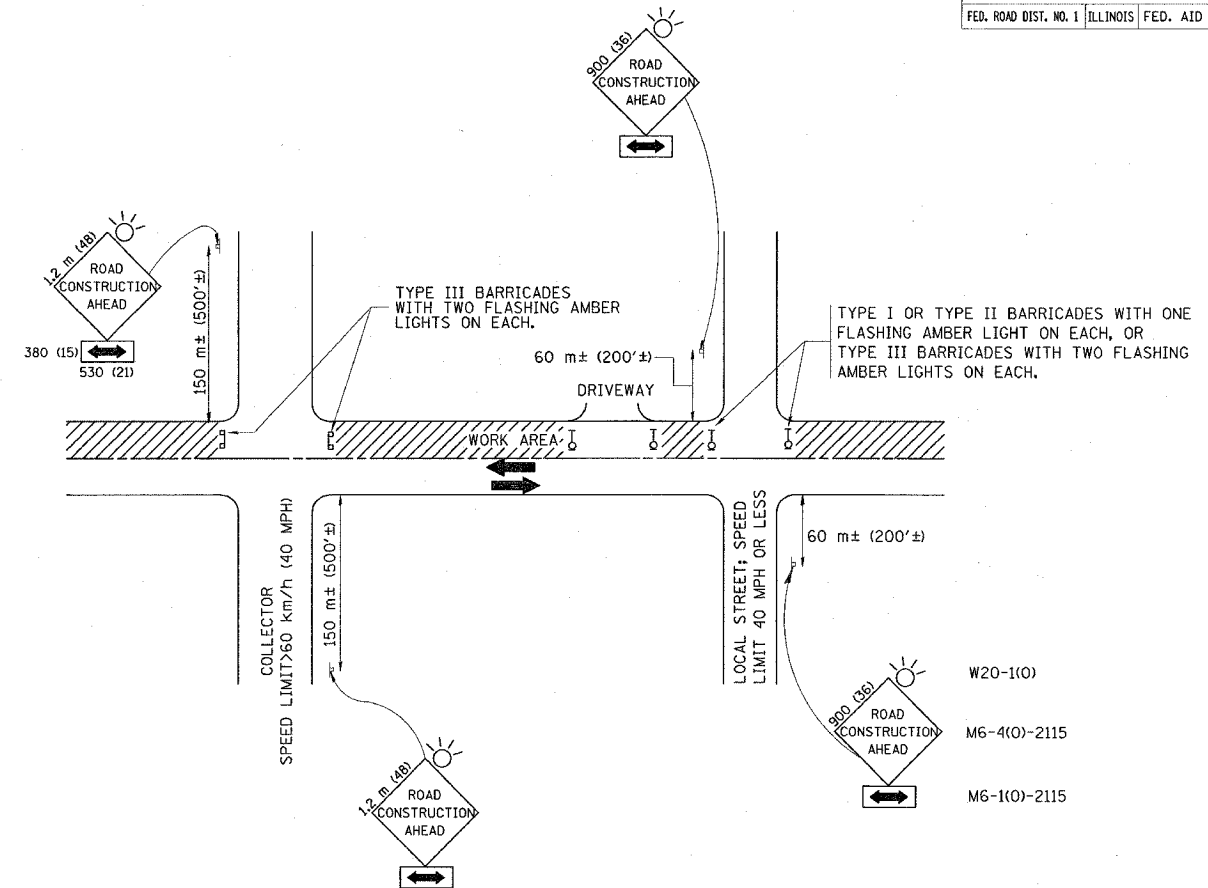 FED. ROAD DIST. NO. 1 ILLINOIS FED. AID
900 (36)
ROAD
CONSTRUCTION
AHEAD
1.2 m (48)
ROAD
CONSTRUCTION
AHEAD
380 (15)
530 (21)
150 m± (500'±)
TYPE III BARRICADES
WITH TWO FLASHING AMBER
LIGHTS ON EACH.
60 m± (200'±)
DRIVEWAY
TYPE I OR TYPE II BARRICADES WITH ONE
FLASHING AMBER LIGHT ON EACH, OR
TYPE III BARRICADES WITH TWO FLASHING
AMBER LIGHTS ON EACH.
WORK AREA
COLLECTOR
SPEED LIMIT>60 km/h (40 MPH)
150 m± (500'±)
LOCAL STREET; SPEED
LIMIT 40 MPH OR LESS
60 m± (200'±)
1.2 m (48)
ROAD
CONSTRUCTION
AHEAD
900 (36)
ROAD
CONSTRUCTION
AHEAD
W20-1(O)
M6-4(O)-2115
M6-1(O)-2115